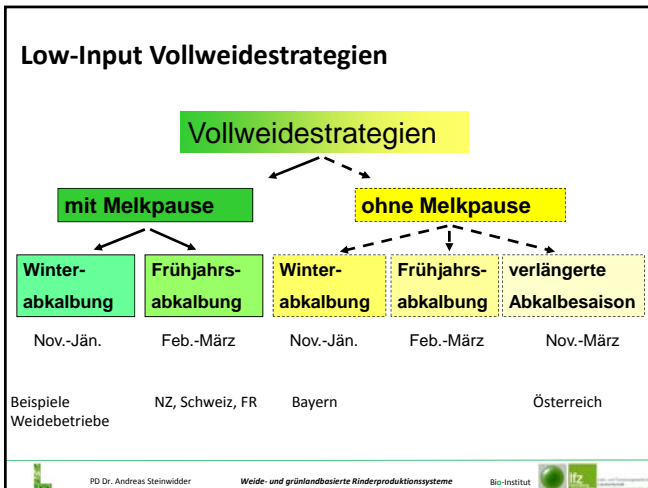 Low-Input Vollweidestrategien
Vollweidestrategien
mit Melkpause
ohne Melkpause
Winter-
abkalbung
Frühjahrs-
abkalbung
Winter-
abkalbung
Frühjahrs-
abkalbung
verlängerte
Abkalbesaison
Nov.-Jän.
Feb.-März
Nov.-Jän.
Feb.-März
Nov.-März
Beispiele
Weidebetriebe
NZ, Schweiz, FR
Bayern
Österreich
PD Dr. Andreas Steinwidder
Weide- und grünlandbasierte Rinderproduktionssysteme
Bio-Institut
lfz